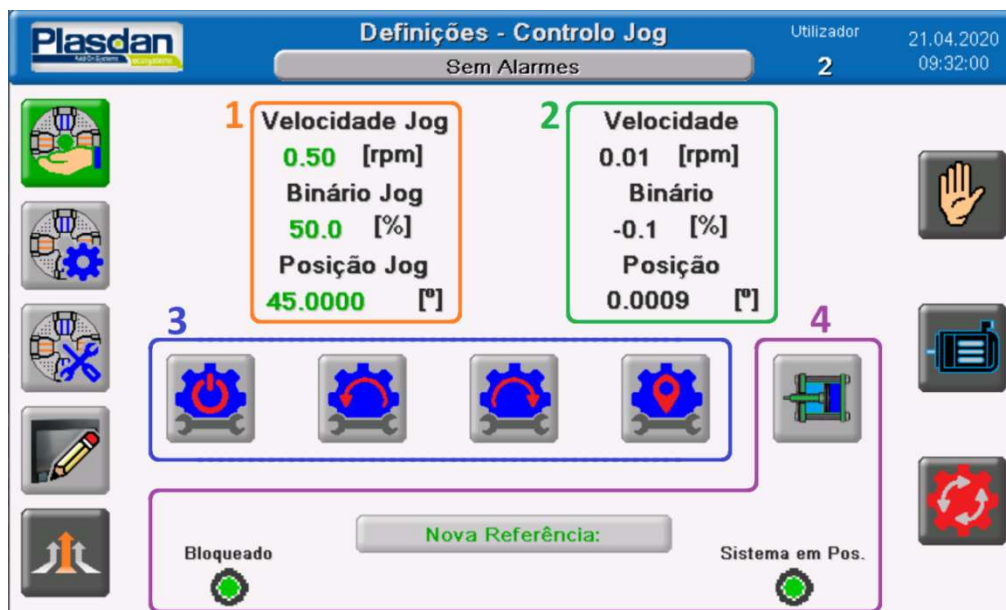 Plasdan
Definições - Controlo Jog
Utilizador
21.04.2020
Sem Alarmes
2
09:32:00
1
Velocidade Jog
0.50 [rpm]
Binário Jog
50.0 [%]
Posição Jog
45.0000 [º]
2
Velocidade
0.01 [rpm]
Binário
-0.1 [%]
Posição
0.0009 [º]
3
4
Nova Referência:
Bloqueado
Sistema em Pos.